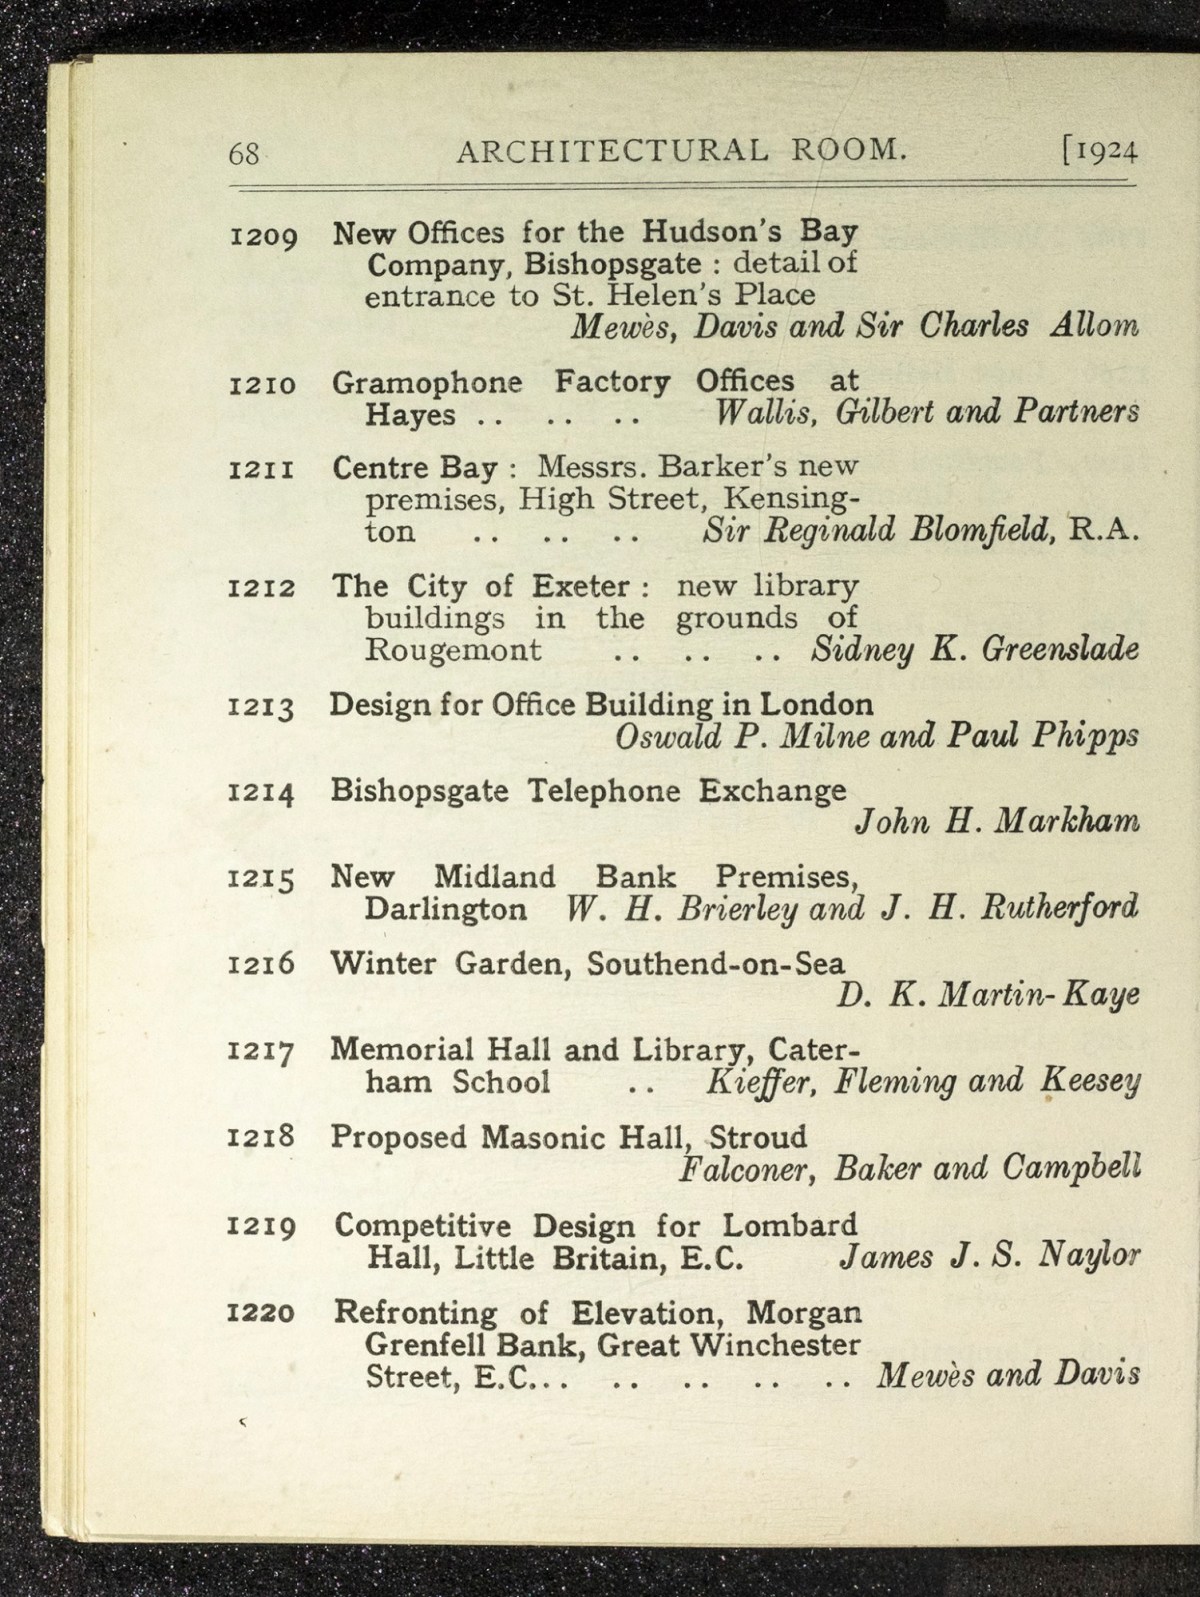 68 ARCHITECTURAL ROOM. [1924
1209 New Offices for the Hudson's Bay
Company, Bishopsgate : detail of
entrance to St. Helen's Place
Mewès, Davis and Sir Charles Allom
1210 Gramophone Factory Offices at
Hayes .. .. .. Wallis, Gilbert and Partners
1211 Centre Bay : Messrs. Barker's new
premises, High Street, Kensing-
ton .. .. .. Sir Reginald Blomfield, R.A.
1212 The City of Exeter : new library
buildings in the grounds of
Rougemont .. .. .. Sidney K. Greenslade
1213 Design for Office Building in London
Oswald P. Milne and Paul Phipps
1214 Bishopsgate Telephone Exchange
John H. Markham
1215 New Midland Bank Premises,
Darlington W. H. Brierley and J. H. Rutherford
1216 Winter Garden, Southend-on-Sea
D. K. Martin-Kaye
1217 Memorial Hall and Library, Cater-
ham School .. Kieffer, Fleming and Keesey
1218 Proposed Masonic Hall, Stroud
Falconer, Baker and Campbell
1219 Competitive Design for Lombard
Hall, Little Britain, E.C. James J. S. Naylor
1220 Refronting of Elevation, Morgan
Grenfell Bank, Great Winchester
Street, E.C... .. .. .. .. Mewès and Davis